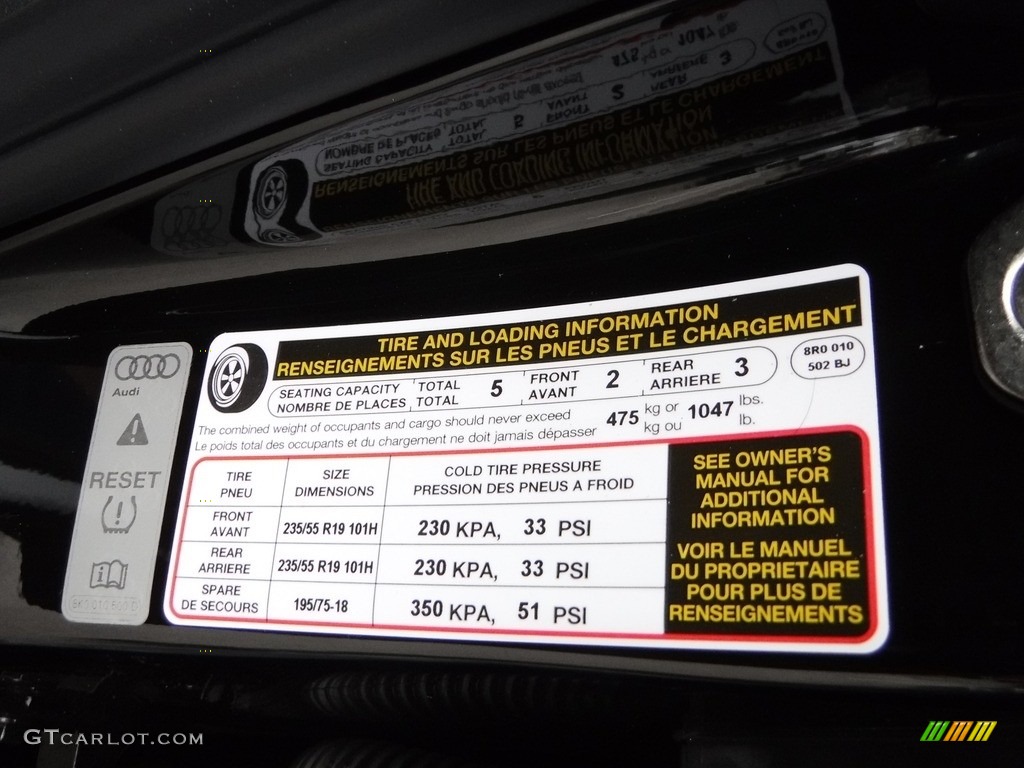 TIRE AND LOADING INFORMATION
RENSEIGNEMENTS SUR LES PNEUS ET LE CHARGEMENT
SEATING CAPACITY TOTAL 5 FRONT 2 REAR 3
NOMBRE DE PLACES TOTAL AVANT ARRIERE
8R0 010
502 BJ
The combined weight of occupants and cargo should never exceed 475 kg or 1047 lbs.
Le poids total des occupants et du chargement ne doit jamais dépasser kg ou lb.
TIRE SIZE COLD TIRE PRESSURE
PNEU DIMENSIONS PRESSION DES PNEUS A FROID
FRONT
AVANT 235/55 R19 101H 230 KPA, 33 PSI
REAR
ARRIERE 235/55 R19 101H 230 KPA, 33 PSI
SPARE
DE SECOURS 195/75-18 350 KPA, 51 PSI
SEE OWNER'S
MANUAL FOR
ADDITIONAL
INFORMATION
VOIR LE MANUEL
DU PROPRIETAIRE
POUR PLUS DE
RENSEIGNEMENTS
Audi
RESET
GTCARLOT.COM